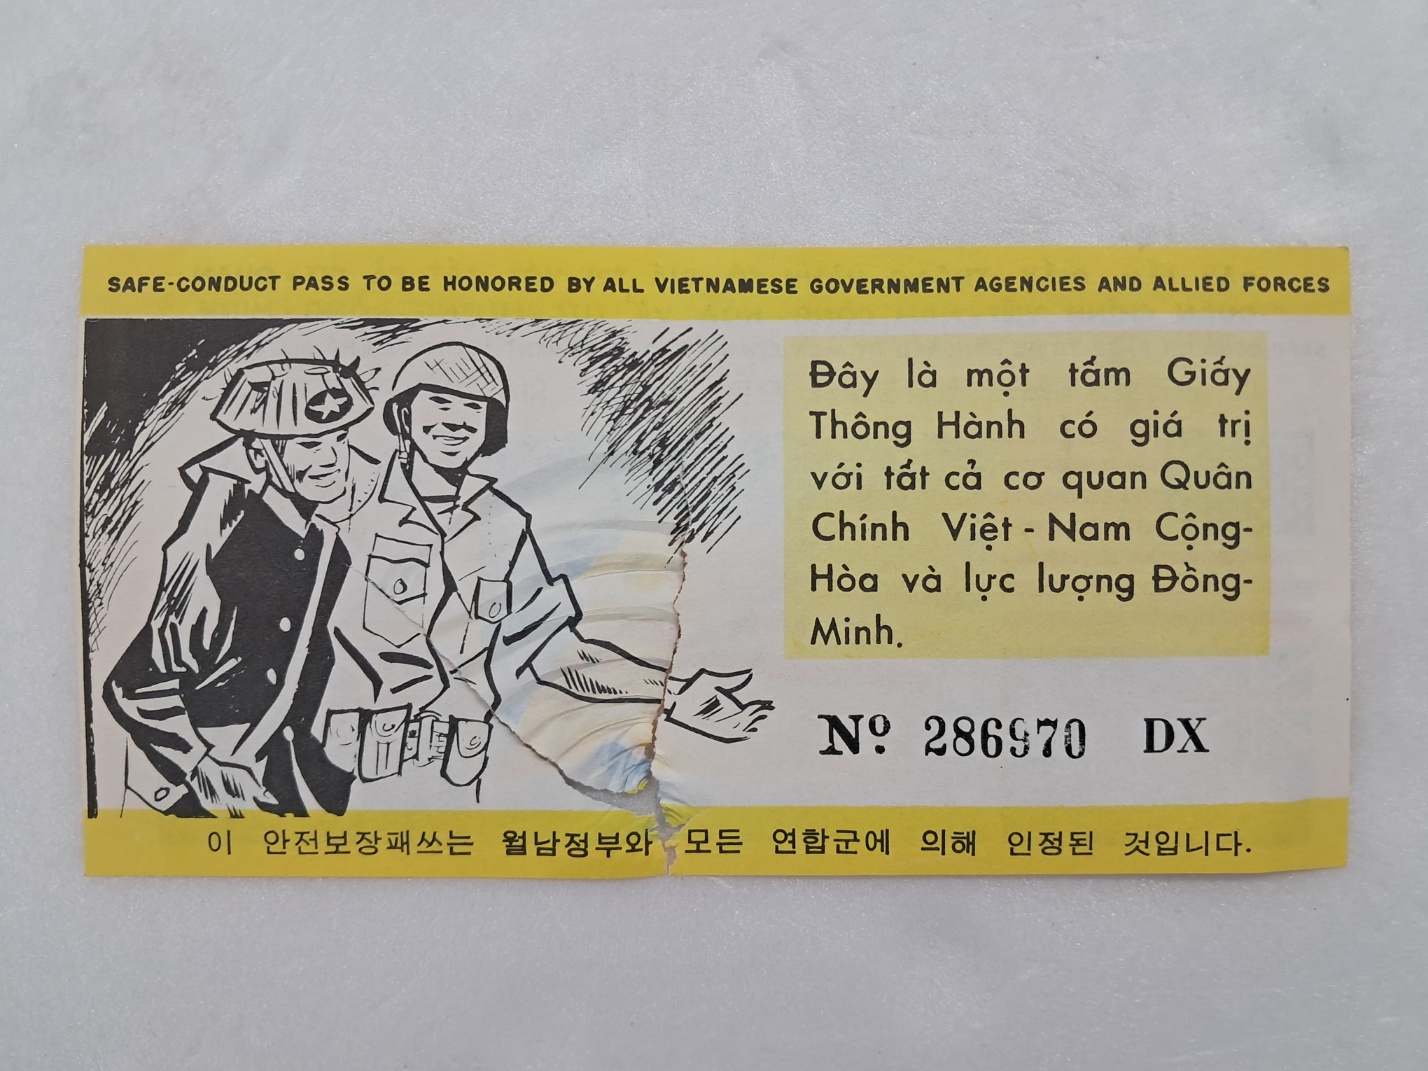 SAFE-CONDUCT PASS TO BE HONORED BY ALL VIETNAMESE GOVERNMENT AGENCIES AND ALLIED FORCES
Đây là một tấm Giấy
Thông Hành có giá trị
với tất cả cơ quan Quân
Chính Việt - Nam Cộng-
Hòa và lực lượng Đồng-
Minh.
Nº 286970 DX
이 안전보장패쓰는 월남정부와 모든 연합군에 의해 인정된 것입니다.